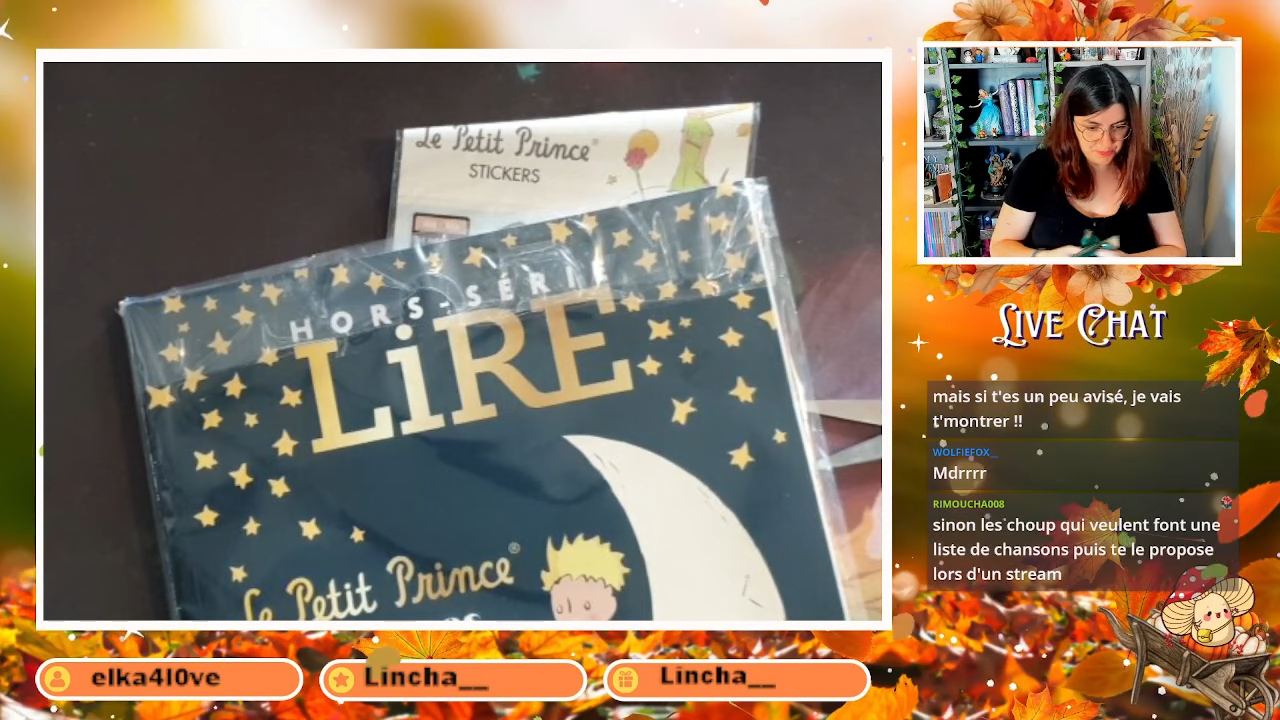 Le Petit Prince®
STICKERS
HORS-SÉRIE
LiRE
Le Petit Prince®
LIVE CHAT
mais si t'es un peu avisé, je vais
t'montrer !!
WOLFIEFOX__
Mdrrrr
RIMOUCHA008
sinon les choup qui veulent font une
liste de chansons puis te le propose
lors d'un stream
elka4l0ve
Lincha__
Lincha__